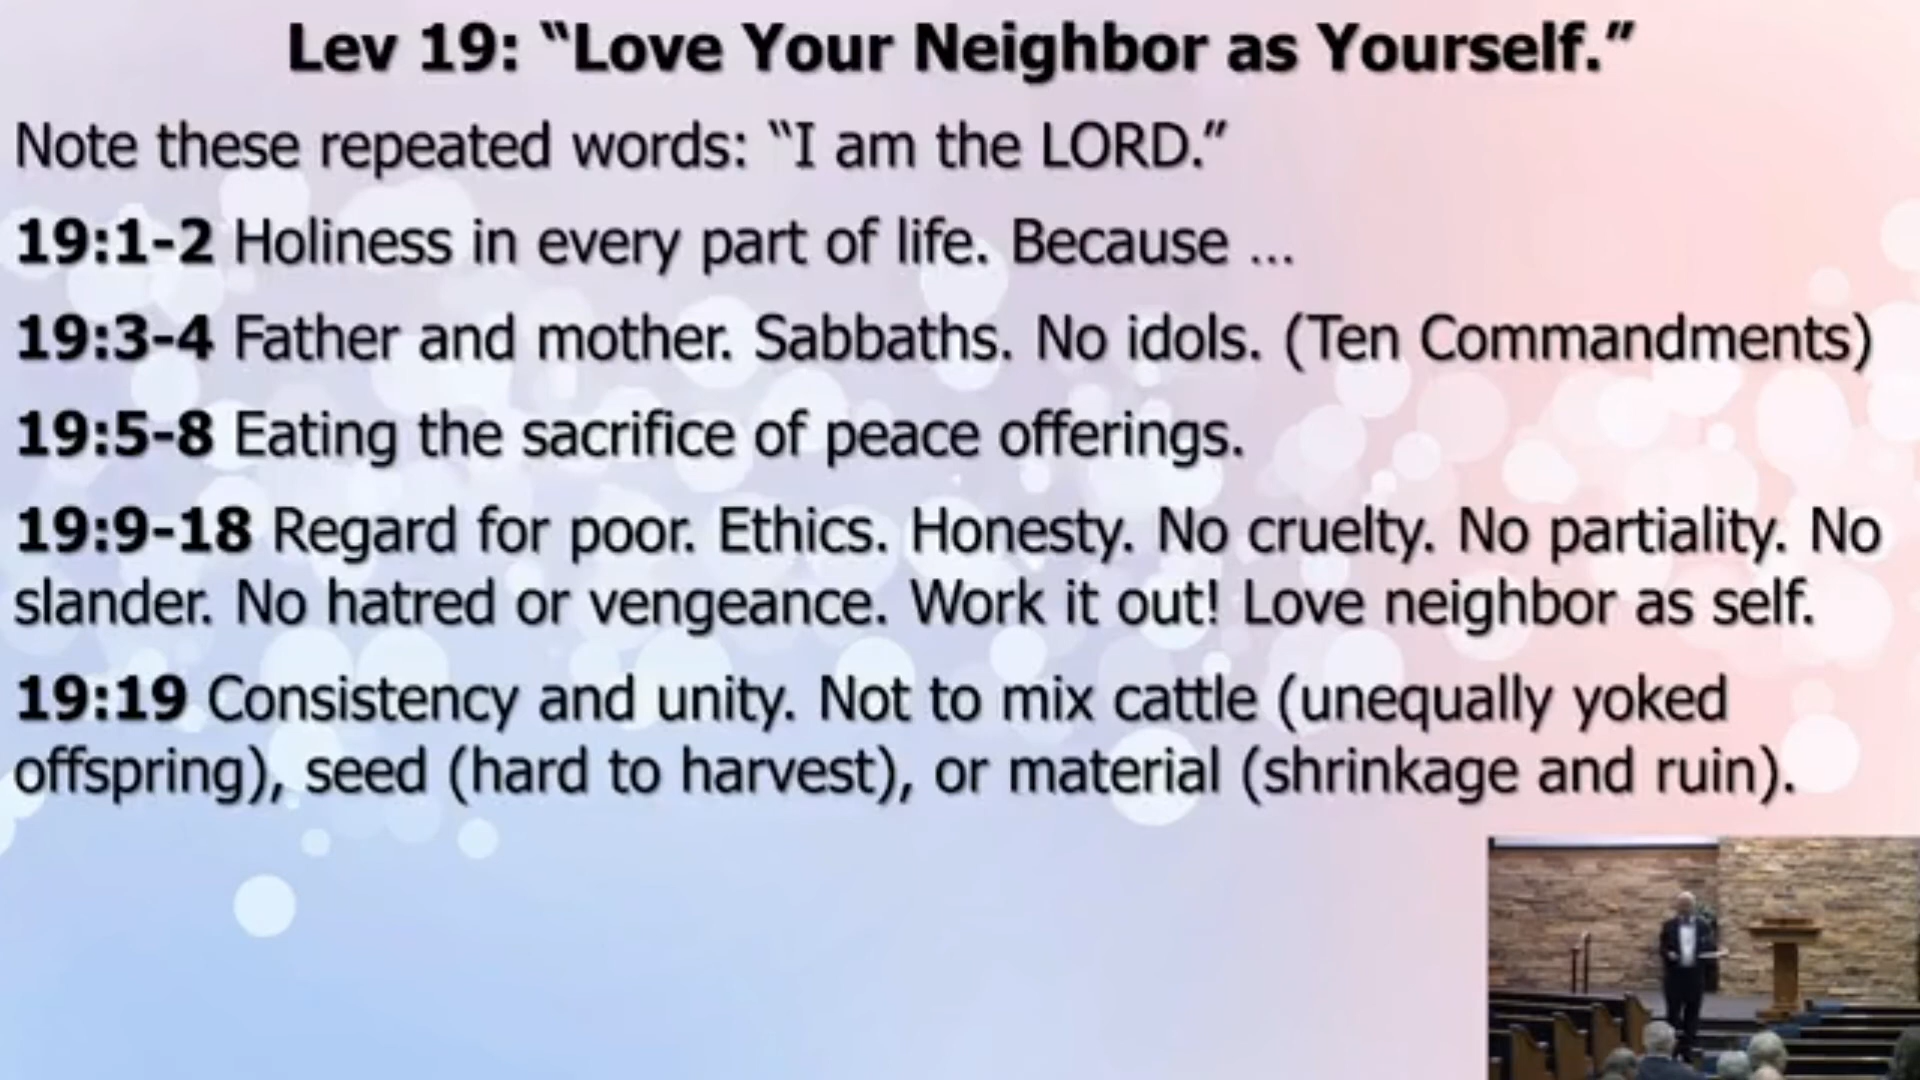 Lev 19: “Love Your Neighbor as Yourself.”
Note these repeated words: “I am the LORD.”
19:1-2 Holiness in every part of life. Because ...
19:3-4 Father and mother. Sabbaths. No idols. (Ten Commandments)
19:5-8 Eating the sacrifice of peace offerings.
19:9-18 Regard for poor. Ethics. Honesty. No cruelty. No partiality. No
slander. No hatred or vengeance. Work it out! Love neighbor as self.
19:19 Consistency and unity. Not to mix cattle (unequally yoked
offspring), seed (hard to harvest), or material (shrinkage and ruin).